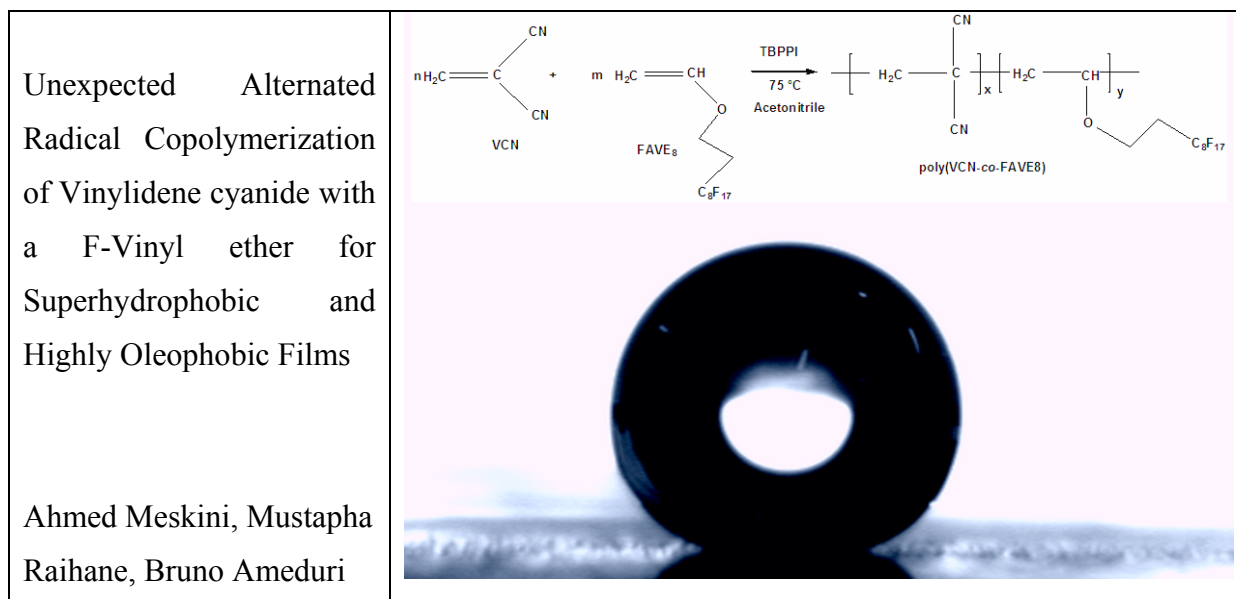 Unexpected Alternated
Radical Copolymerization
of Vinylidene cyanide with
a F-Vinyl ether for
Superhydrophobic and
Highly Oleophobic Films
Ahmed Meskini, Mustapha
Raihane, Bruno Ameduri
CN
nH₂C
C
CN
VCN
+
m H₂C
CH
O
C₈F₁₇
FAVE₈
TBPPI
75 °C
Acetonitrile
H₂C
CN
C
CN
x
H₂C
CH
y
O
C₈F₁₇
poly(VCN-co-FAVE8)